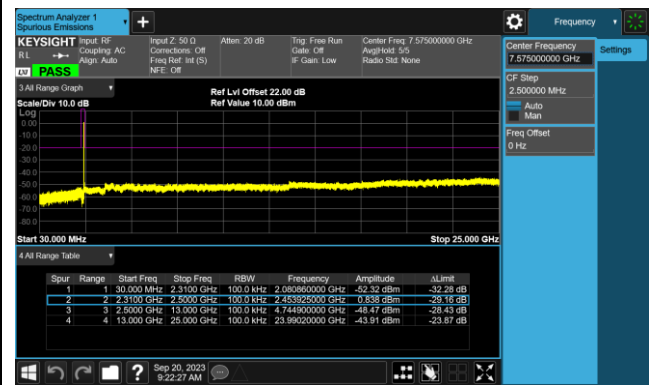 Spectrum Analyzer 1
Spurious Emissions
Frequency
KEYSIGHT
Input: RF
Coupling: AC
Align: Auto
Input Z: 50 Ω
Corrections: Off
Freq Ref: Int (S)
NFE: Off
Atten: 20 dB
Trig: Free Run
Gate: Off
IF Gain: Low
Center Freq: 7.575000000 GHz
Avg|Hold: 5/5
Radio Std: None
RL
LXI PASS
Center Frequency
7.575000000 GHz
Settings
CF Step
2.500000 MHz
Auto
Man
Freq Offset
0 Hz
3 All Range Graph
Scale/Div 10.0 dB
Ref Lvl Offset 22.00 dB
Ref Value 10.00 dBm
Log
0.00
-10.0
-20.0
-30.0
-40.0
-50.0
-60.0
-70.0
-80.0
Start 30.000 MHz Stop 25.000 GHz
4 All Range Table
Spur Range Start Freq Stop Freq RBW Frequency Amplitude ΔLimit
1 1 30.000 MHz 2.3100 GHz 100.0 kHz 2.080860000 GHz -52.32 dBm -32.28 dB
2 2 2.3100 GHz 2.5000 GHz 100.0 kHz 2.453925000 GHz 0.838 dBm -29.16 dB
3 3 2.5000 GHz 13.000 GHz 100.0 kHz 4.744900000 GHz -48.47 dBm -28.43 dB
4 4 13.000 GHz 25.000 GHz 100.0 kHz 23.99020000 GHz -43.91 dBm -23.87 dB
?
Sep 20, 2023
9:22:27 AM